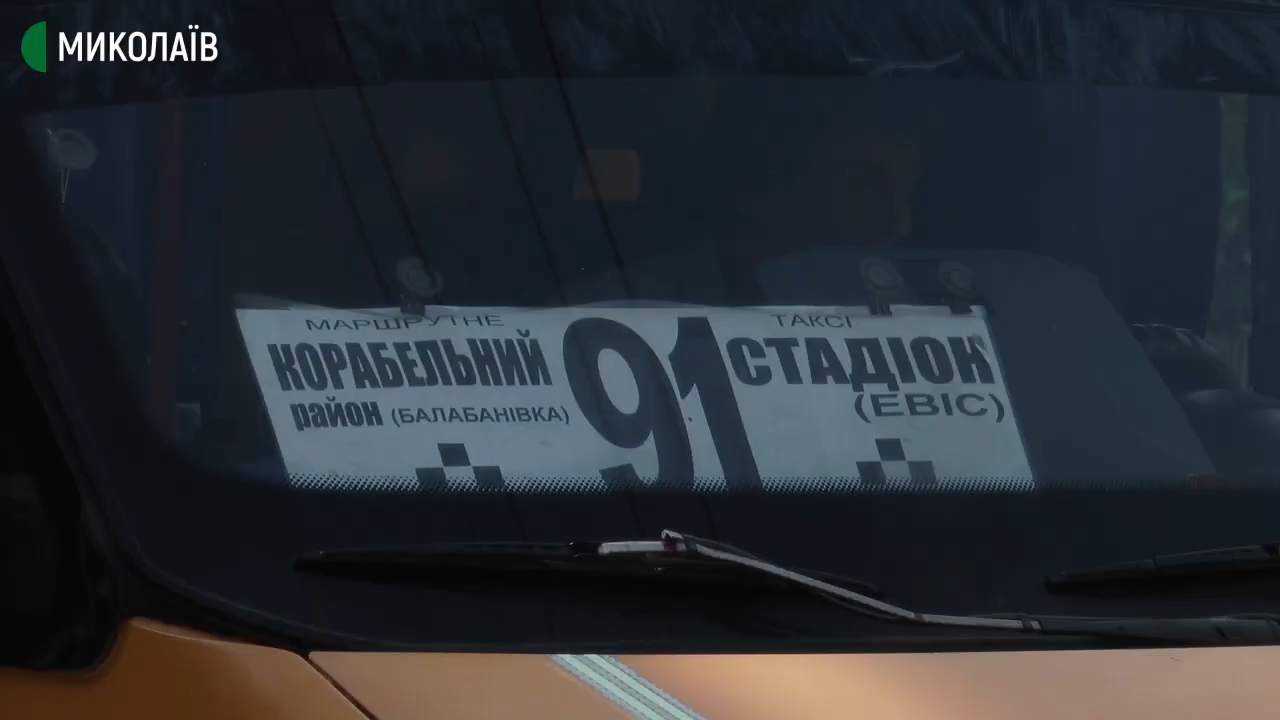 МИКОЛАЇВ
МАРШРУТНЕ ТАКСІ
КОРАБЕЛЬНИЙ
район (БАЛАБАНІВКА)
91
СТАДІОН
(ЕВІС)